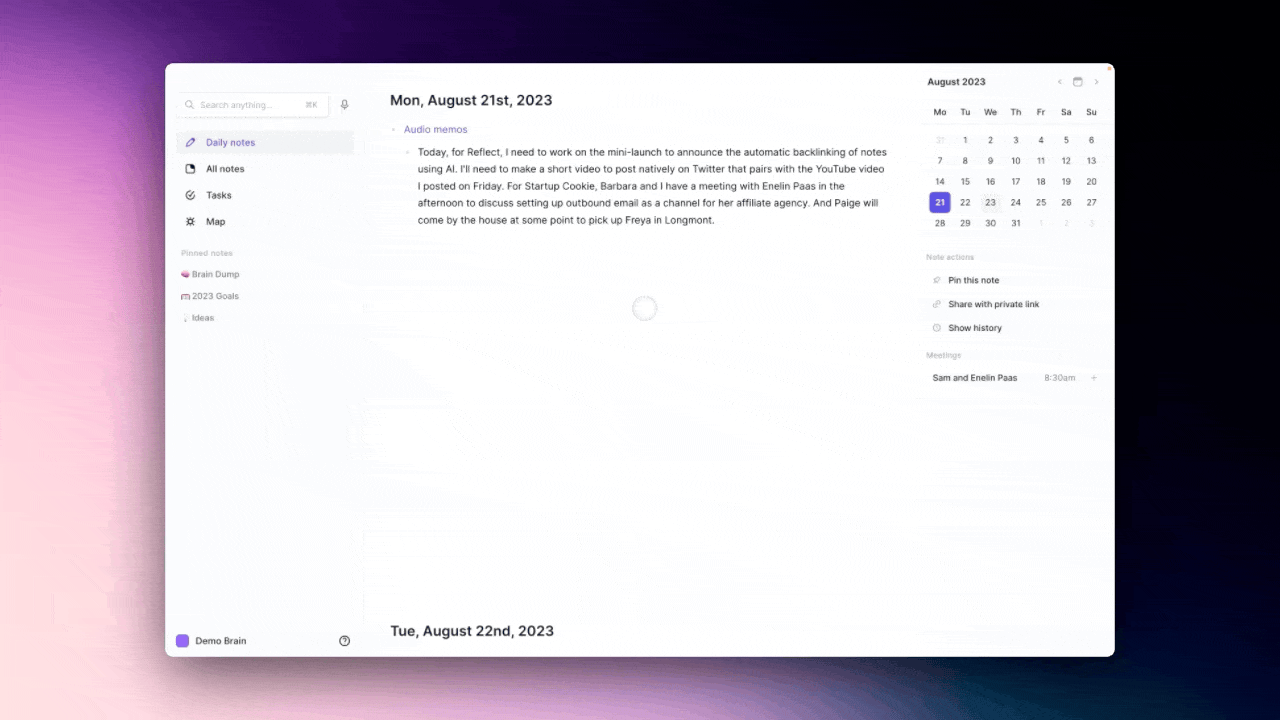 Search anything...
⌘K
Daily notes
All notes
Tasks
Map
Pinned notes
Brain Dump
2023 Goals
Ideas
Demo Brain
Mon, August 21st, 2023
Audio memos
Today, for Reflect, I need to work on the mini-launch to announce the automatic backlinking of notes
using AI. I'll need to make a short video to post natively on Twitter that pairs with the YouTube video
I posted on Friday. For Startup Cookie, Barbara and I have a meeting with Enelin Paas in the
afternoon to discuss setting up outbound email as a channel for her affiliate agency. And Paige will
come by the house at some point to pick up Freya in Longmont.
Tue, August 22nd, 2023
August 2023
Mo Tu We Th Fr Sa Su
31 1 2 3 4 5 6
7 8 9 10 11 12 13
14 15 16 17 18 19 20
21 22 23 24 25 26 27
28 29 30 31 1 2 3
Note actions
Pin this note
Share with private link
Show history
Meetings
Sam and Enelin Paas 8:30am +